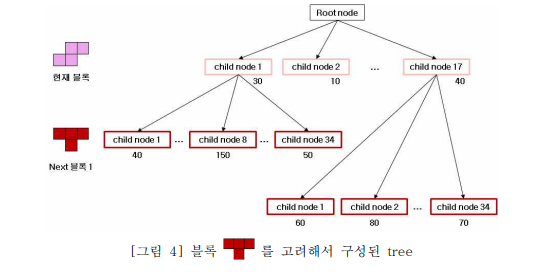 Root node
child node 1 child node 2 ... child node 17
30 10 40
현재 블록
child node 1 ... child node 8 ... child node 34
40 150 50
Next 블록 1
child node 1 child node 2 ... child node 34
60 80 70
[그림 4] 블록 를 고려해서 구성된 tree